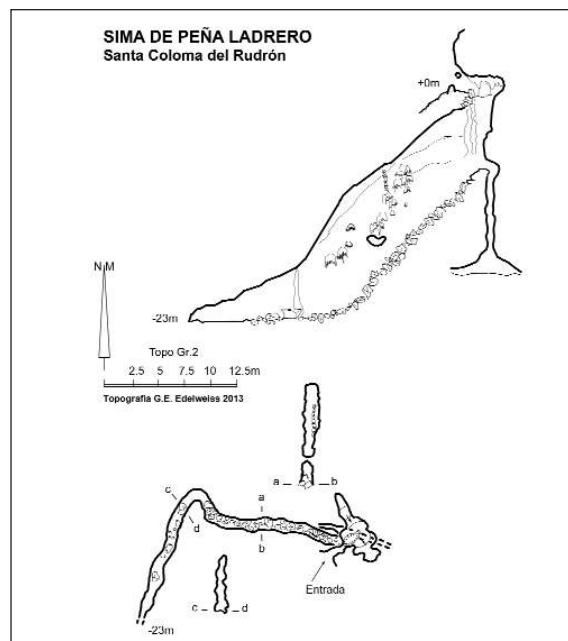 SIMA DE PEÑA LADRERO
Santa Coloma del Rudrón
+0m
N M
-23m
Topo Gr.2
2.5 5 7.5 10 12.5m
Topografía G.E. Edelweiss 2013
a b
c
a
d
b
Entrada
c d
-23m